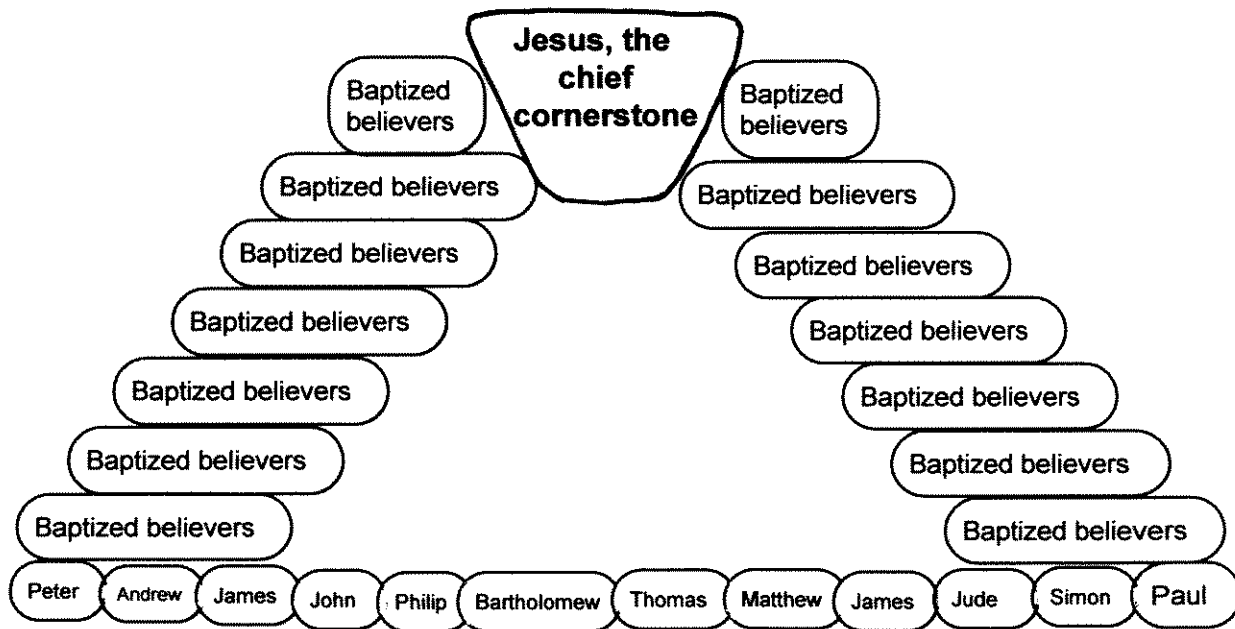 Jesus, the
chief
cornerstone
Baptized
believers
Baptized
believers
Baptized believers
Baptized believers
Baptized believers
Baptized believers
Baptized believers
Baptized believers
Baptized believers
Baptized believers
Baptized believers
Baptized believers
Baptized believers
Baptized believers
Peter
Andrew
James
John
Philip
Bartholomew
Thomas
Matthew
James
Jude
Simon
Paul